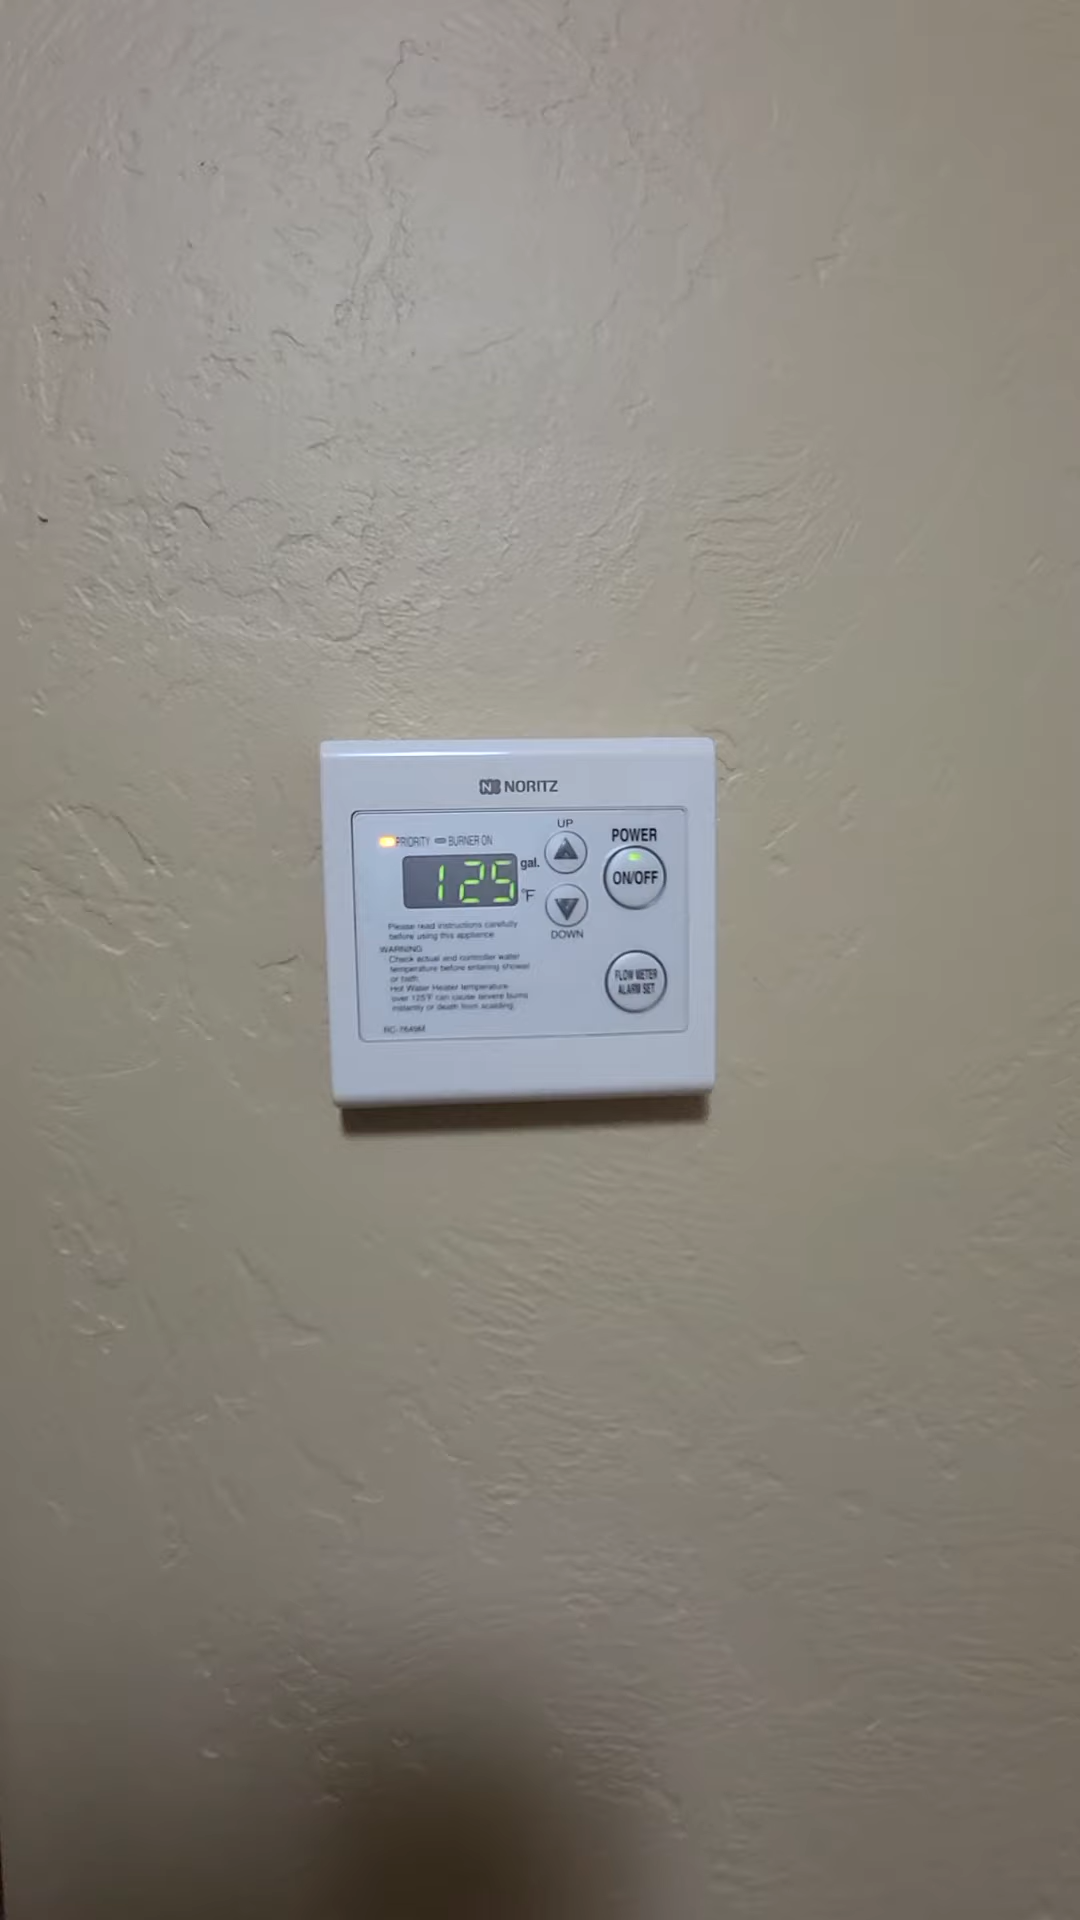 NORITZ
UP
POWER
PRIORITY BURNER ON
gal.
125
°F
ON/OFF
DOWN
Please read instructions carefully
before using this appliance
WARNING
Check actual and controller water
temperature before entering shower
or bath.
Hot Water Heater temperature
over 125°F can cause severe burns
instantly or death from scalding.
FLOW METER
ALARM SET
RC-7649M